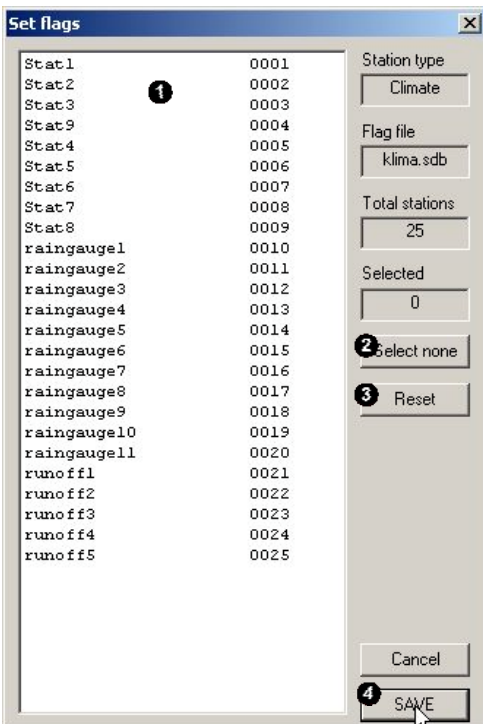 Set flags
Stat1 0001
Stat2 0002
Stat3 0003
Stat9 0004
Stat4 0005
Stat5 0006
Stat6 0007
Stat7 0008
Stat8 0009
raingauge1 0010
raingauge2 0011
raingauge3 0012
raingauge4 0013
raingauge5 0014
raingauge6 0015
raingauge7 0016
raingauge8 0017
raingauge9 0018
raingauge10 0019
raingauge11 0020
runoff1 0021
runoff2 0022
runoff3 0023
runoff4 0024
runoff5 0025
1
Station type
Climate
Flag file
klima.sdb
Total stations
25
Selected
0
2 Select none
3 Reset
Cancel
4 SAVE